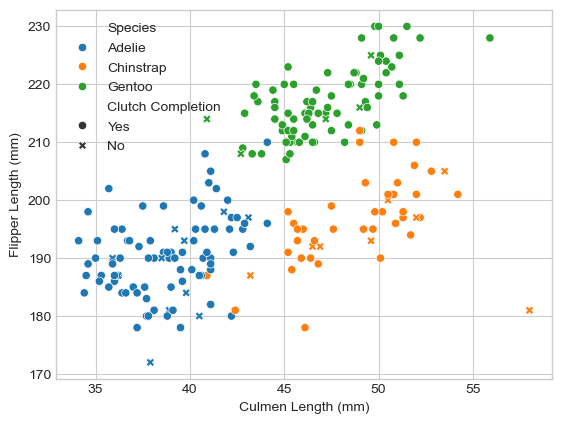 230
220
210
200
190
180
170
Flipper Length (mm)
Species
Adelie
Chinstrap
Gentoo
Clutch Completion
Yes
No
35
40
45
50
55
Culmen Length (mm)